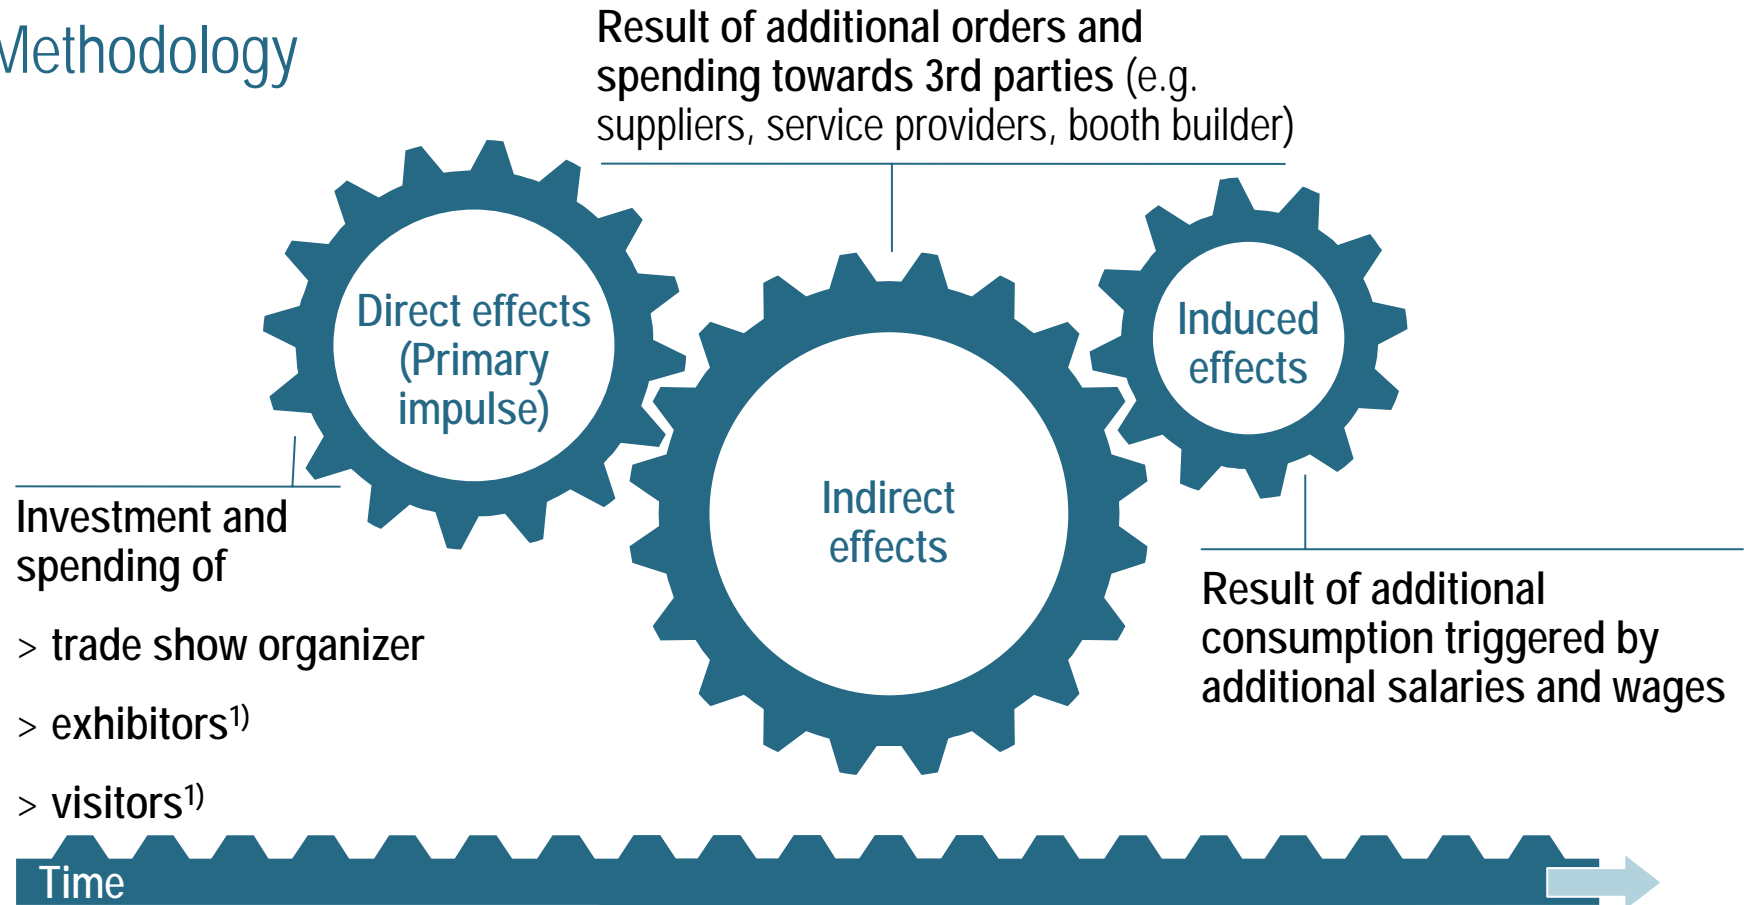 Methodology
Result of additional orders and
spending towards 3rd parties (e.g.
suppliers, service providers, booth builder)
Direct effects
(Primary
impulse)
Induced
effects
Indirect
effects
Investment and
spending of
> trade show organizer
> exhibitors1)
> visitors1)
Result of additional
consumption triggered by
additional salaries and wages
Time